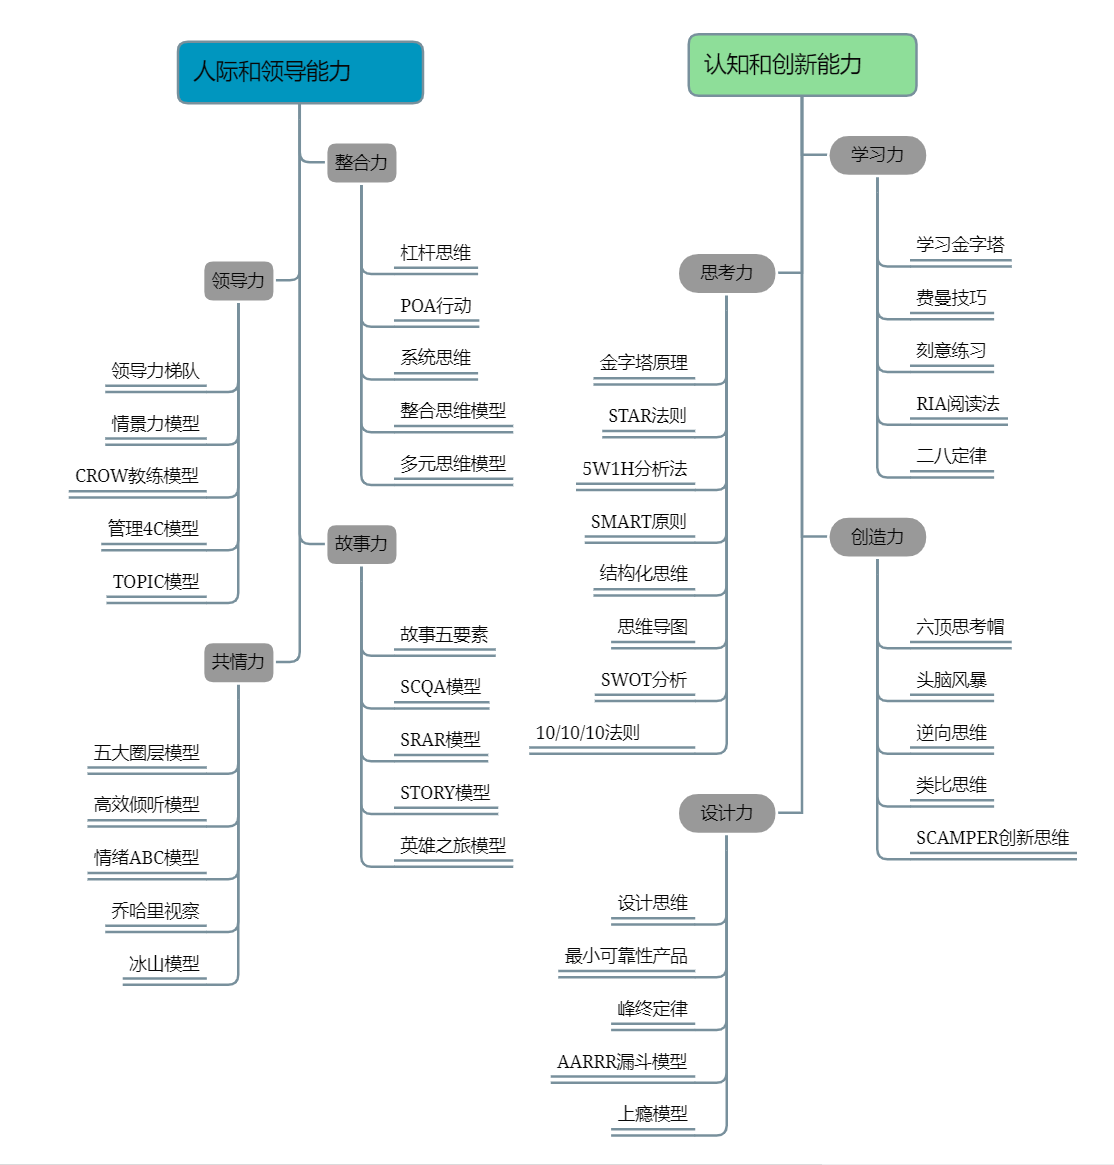 人际和领导能力
整合力
杠杆思维
POA行动
系统思维
整合思维模型
多元思维模型
领导力
领导力梯队
情景力模型
CROW教练模型
管理4C模型
TOPIC模型
故事力
故事五要素
SCQA模型
SRAR模型
STORY模型
英雄之旅模型
共情力
五大圈层模型
高效倾听模型
情绪ABC模型
乔哈里视察
冰山模型
认知和创新能力
学习力
学习金字塔
费曼技巧
刻意练习
RIA阅读法
二八定律
思考力
金字塔原理
STAR法则
5W1H分析法
SMART原则
结构化思维
思维导图
SWOT分析
10/10/10法则
创造力
六顶思考帽
头脑风暴
逆向思维
类比思维
SCAMPER创新思维
设计力
设计思维
最小可靠性产品
峰终定律
AARRR漏斗模型
上瘾模型